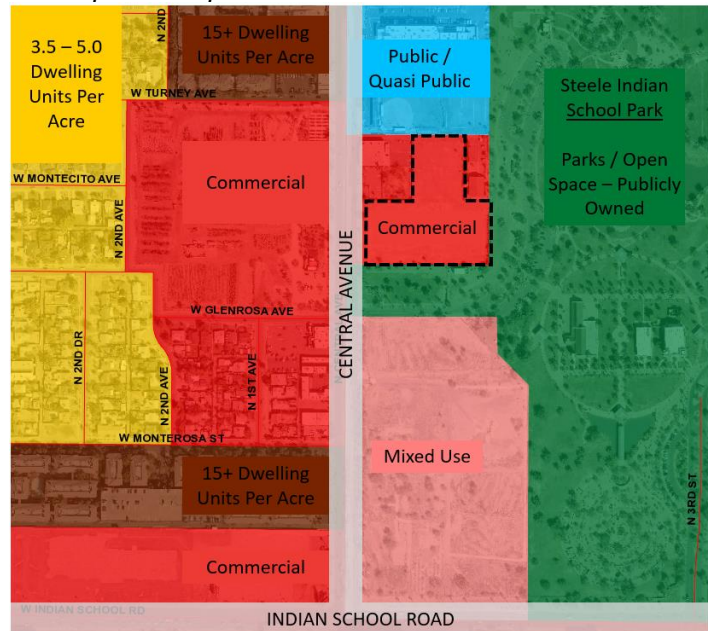 N 2ND
3.5 – 5.0
Dwelling
Units Per
Acre
15+ Dwelling
Units Per Acre
Public /
Quasi Public
Steele Indian
School Park
Parks / Open
Space – Publicly
Owned
W TURNEY AVE
W MONTECITO AVE
N 2ND AVE
Commercial
Commercial
CENTRAL AVENUE
W GLENROSA AVE
N 2ND DR
N 2ND AVE
N 1ST AVE
W MONTEROSA ST
Mixed Use
15+ Dwelling
Units Per Acre
N 3RD ST
Commercial
W INDIAN SCHOOL RD
INDIAN SCHOOL ROAD